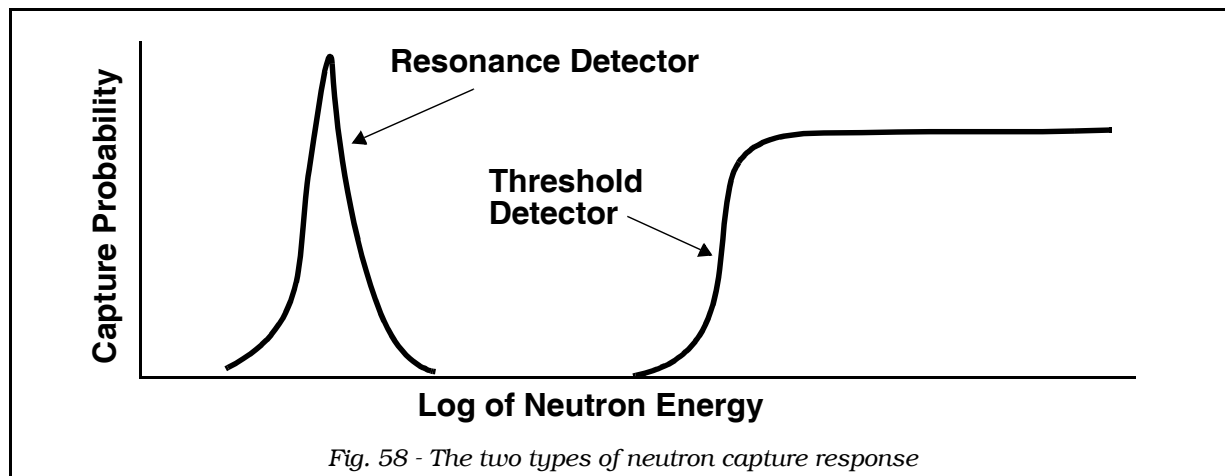 Resonance Detector
Capture Probability
Threshold
Detector
Log of Neutron Energy
Fig. 58 - The two types of neutron capture response